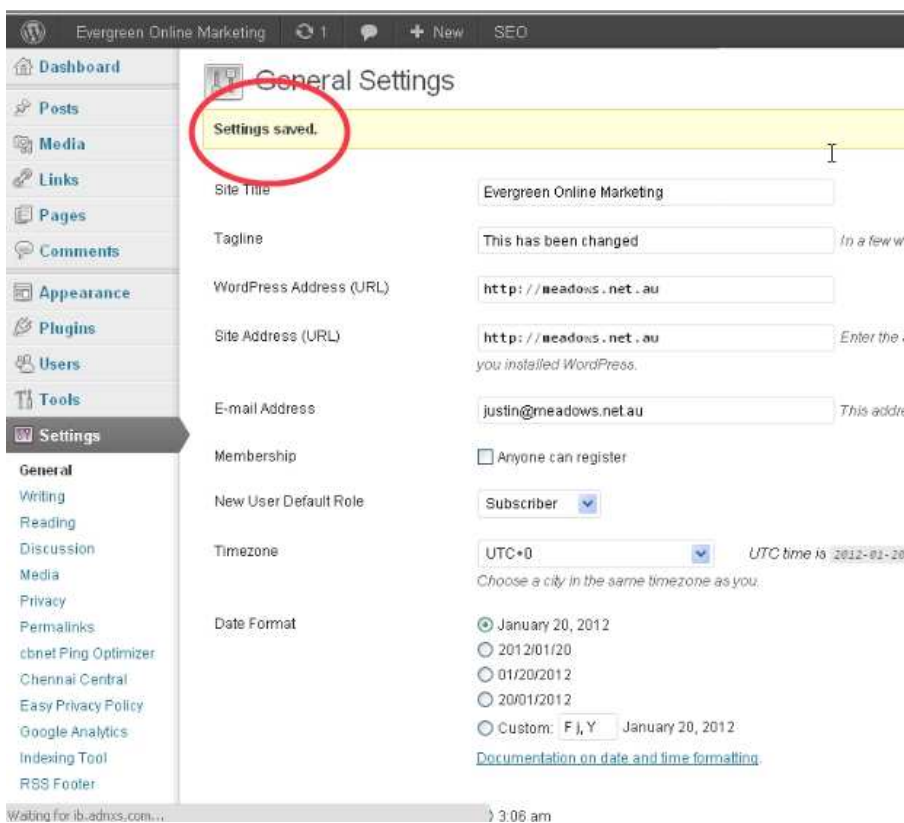 Evergreen Online Marketing 1 + New SEO
Dashboard
Posts
Media
Links
Pages
Comments
Appearance
Plugins
Users
Tools
Settings
General
Writing
Reading
Discussion
Media
Privacy
Permalinks
cbnet Ping Optimizer
Chennai Central
Easy Privacy Policy
Google Analytics
Indexing Tool
RSS Footer
Waiting for ib.adnxs.com...
General Settings
Settings saved.
Site Title Evergreen Online Marketing
Tagline This has been changed In a few w
WordPress Address (URL) http://meadows.net.au
Site Address (URL) http://meadows.net.au Enter the
you installed WordPress.
E-mail Address justin@meadows.net.au This addre
Membership Anyone can register
New User Default Role Subscriber
Timezone UTC+0 UTC time is 2012-01-20
Choose a city in the same timezone as you.
Date Format January 20, 2012
2012/01/20
01/20/2012
20/01/2012
Custom: F j, Y January 20, 2012
Documentation on date and time formatting.
3:06 am